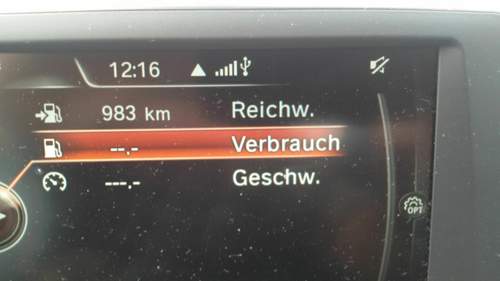 12:16
983 km Reichw.
--.- Verbrauch
---.- Geschw.
OPT